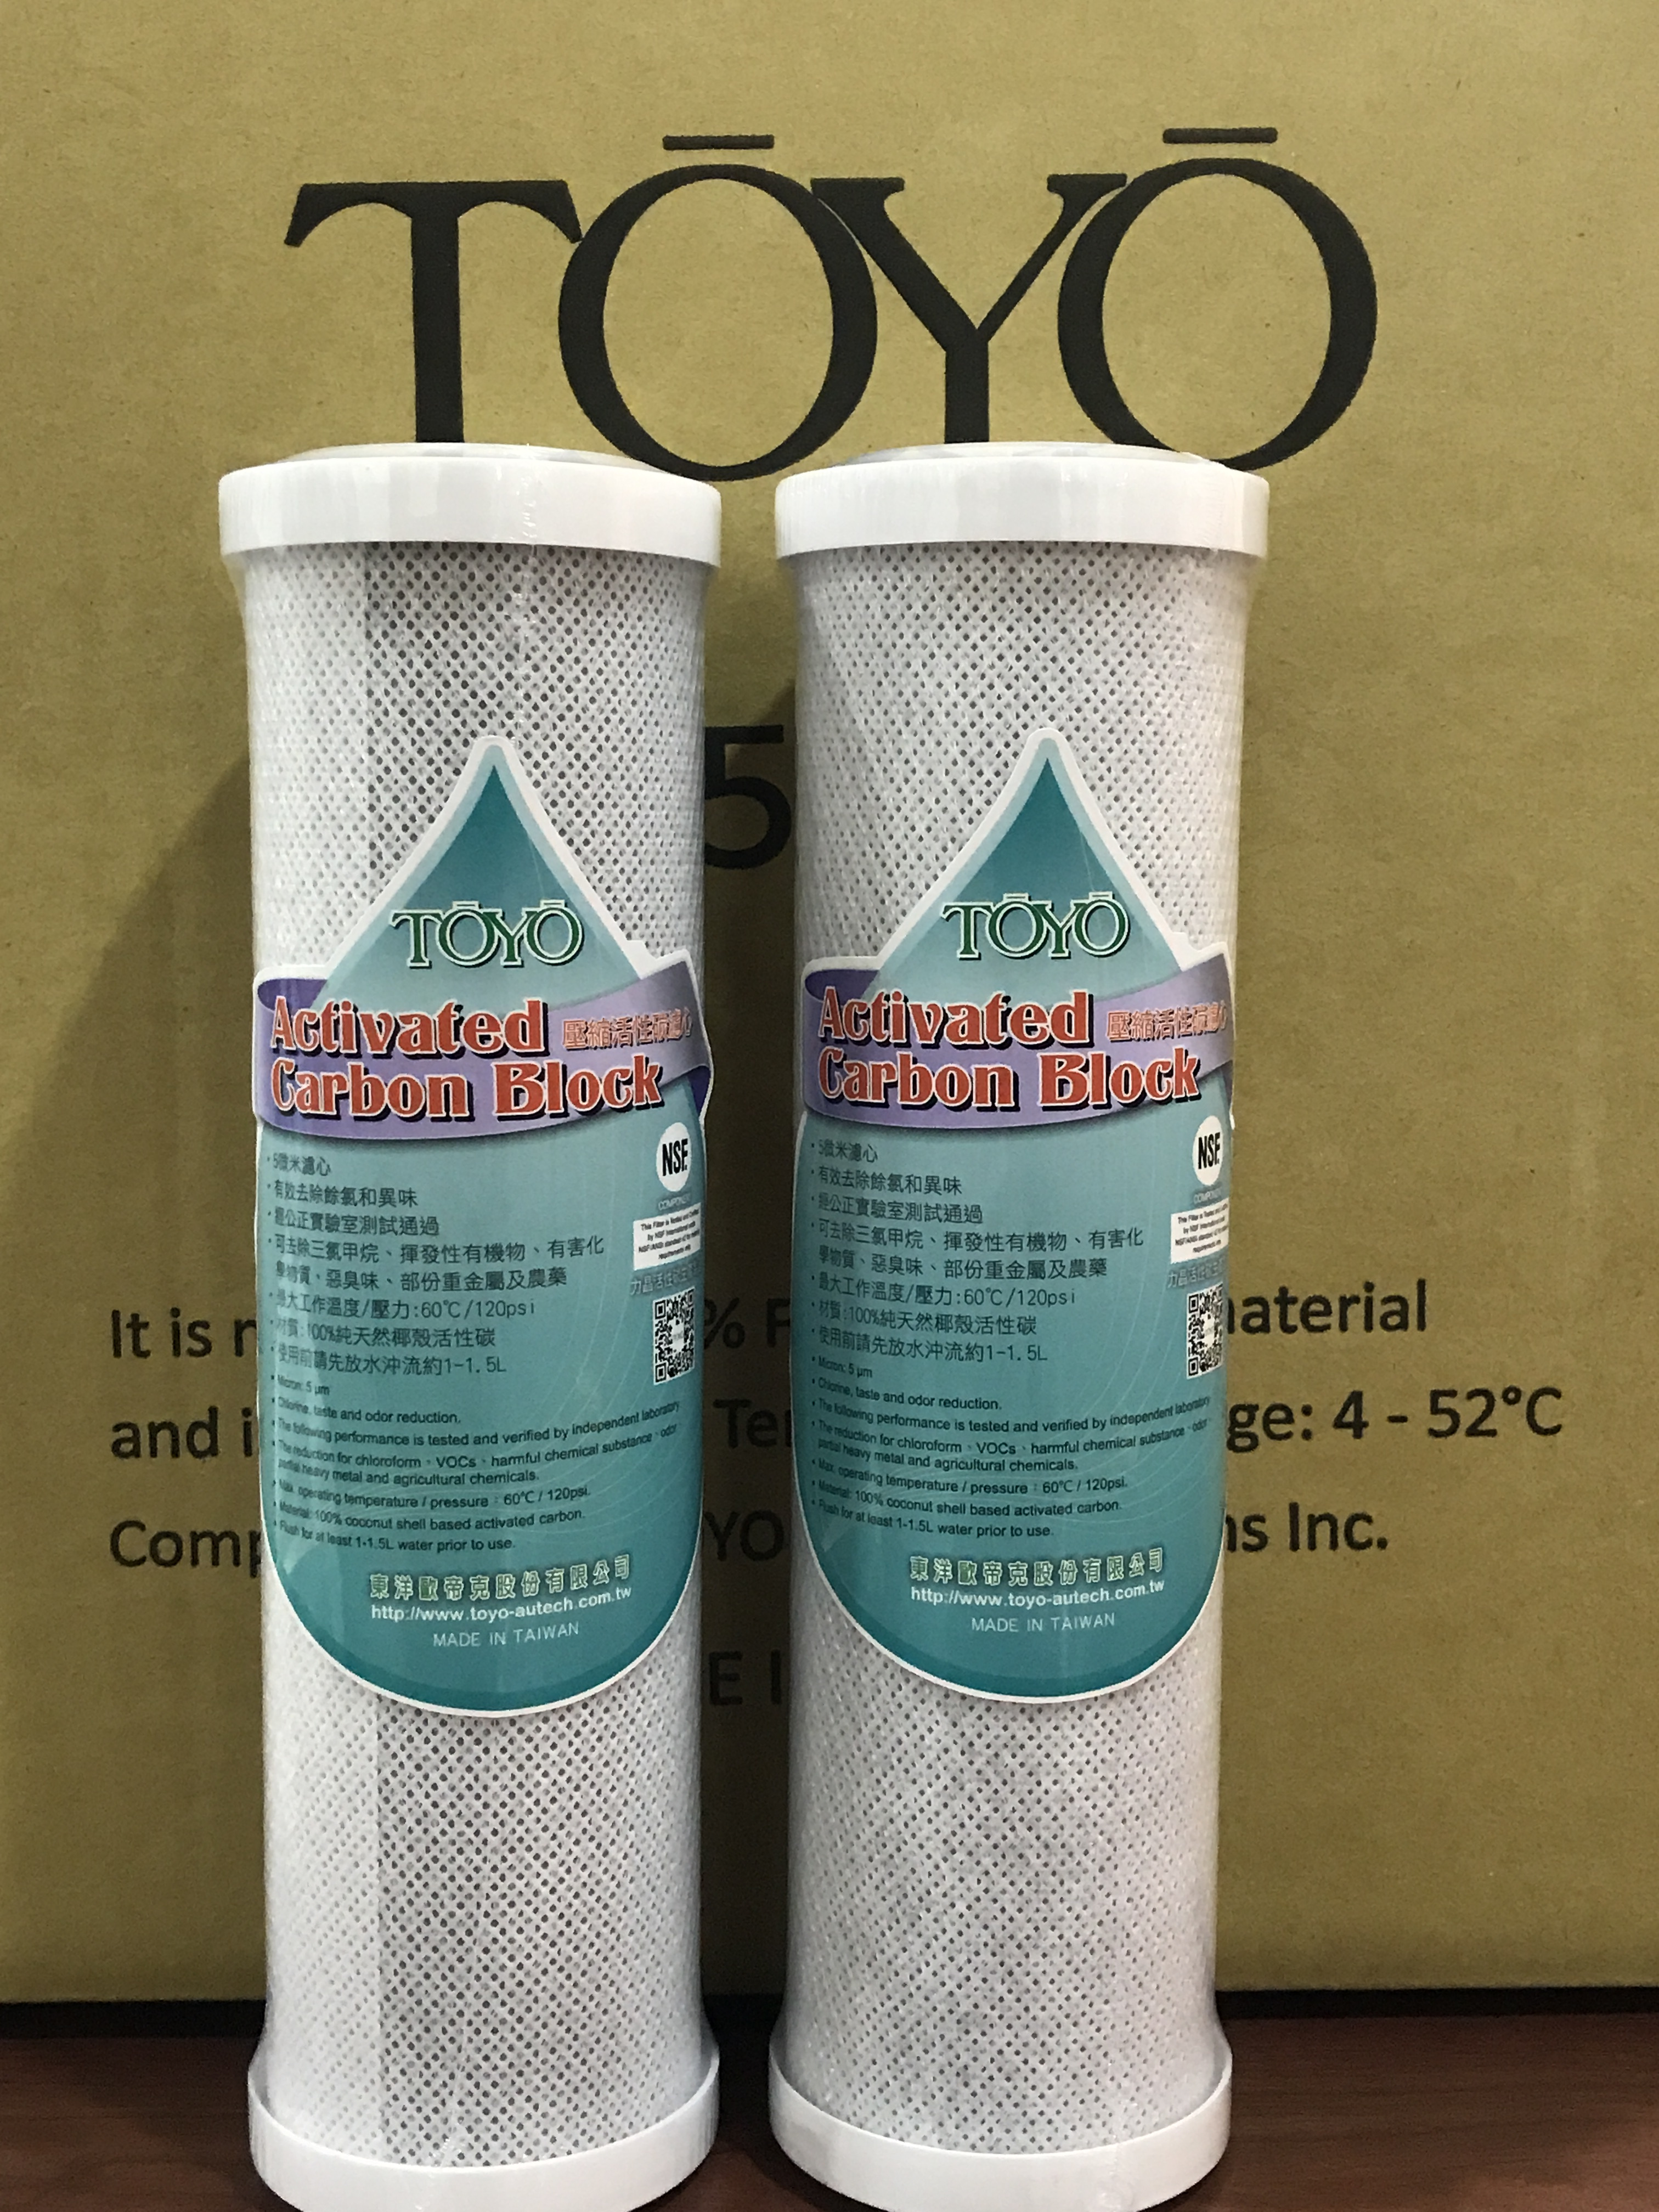 TŌYŌ
5
It is
% F
material
and i
Te
ge: 4 - 52°C
Comp
YO
ns Inc.
E I
TŌYŌ
Activated 壓縮活性碳濾心
Carbon Block
NSF.
COMPONENT
・5微米濾心
・有效去除餘氯和異味
・經公正實驗室測試通過
・可去除三氯甲烷、揮發性有機物、有害化
學物質、惡臭味、部份重金屬及農藥
・最大工作溫度/壓力:60℃/120psi
・材質:100%純天然椰殼活性碳
・使用前請先放水沖流約1-1.5L
• Micron: 5 μm
• Chlorine, taste and odor reduction.
• The following performance is tested and verified by independent laboratory
• The reduction for chloroform、VOCs、harmful chemical substance、odor
partial heavy metal and agricultural chemicals.
• Max. operating temperature / pressure：60℃ / 120psi.
• Material: 100% coconut shell based activated carbon.
• Flush for at least 1-1.5L water prior to use.
東洋歐帝克股份有限公司
http://www.toyo-autech.com.tw
MADE IN TAIWAN
TŌYŌ
Activated 壓縮活性碳濾心
Carbon Block
NSF.
COMPONENT
・5微米濾心
・有效去除餘氯和異味
・經公正實驗室測試通過
・可去除三氯甲烷、揮發性有機物、有害化
學物質、惡臭味、部份重金屬及農藥
・最大工作溫度/壓力:60℃/120psi
・材質:100%純天然椰殼活性碳
・使用前請先放水沖流約1-1.5L
• Micron: 5 μm
• Chlorine, taste and odor reduction.
• The following performance is tested and verified by independent laboratory
• The reduction for chloroform、VOCs、harmful chemical substance、odor
partial heavy metal and agricultural chemicals.
• Max. operating temperature / pressure：60℃ / 120psi.
• Material: 100% coconut shell based activated carbon.
• Flush for at least 1-1.5L water prior to use.
東洋歐帝克股份有限公司
http://www.toyo-autech.com.tw
MADE IN TAIWAN